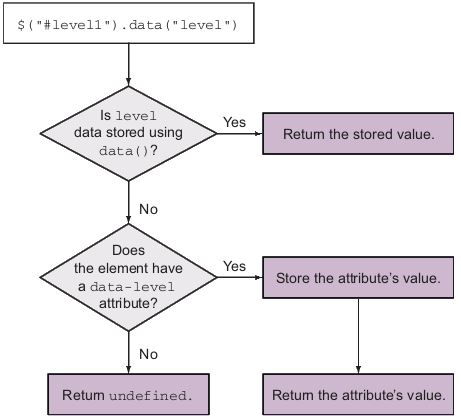 $("#level1").data("level")
Is level
data stored using
data()?
Yes
Return the stored value.
No
Does
the element have
a data-level
attribute?
Yes
Store the attribute's value.
No
Return undefined.
Return the attribute's value.